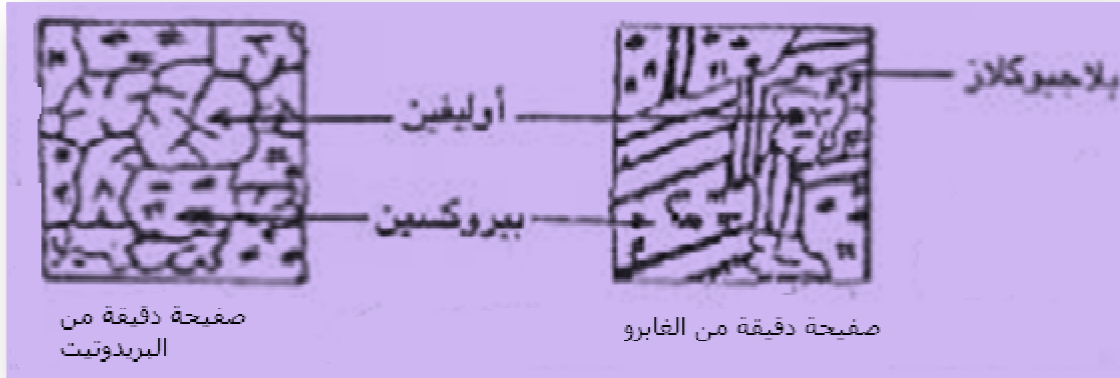 بلاجيوكلاز
أوليفين
بيروكسين
صفيحة دقيقة من الغابرو
صفيحة دقيقة من
البريدوتيت